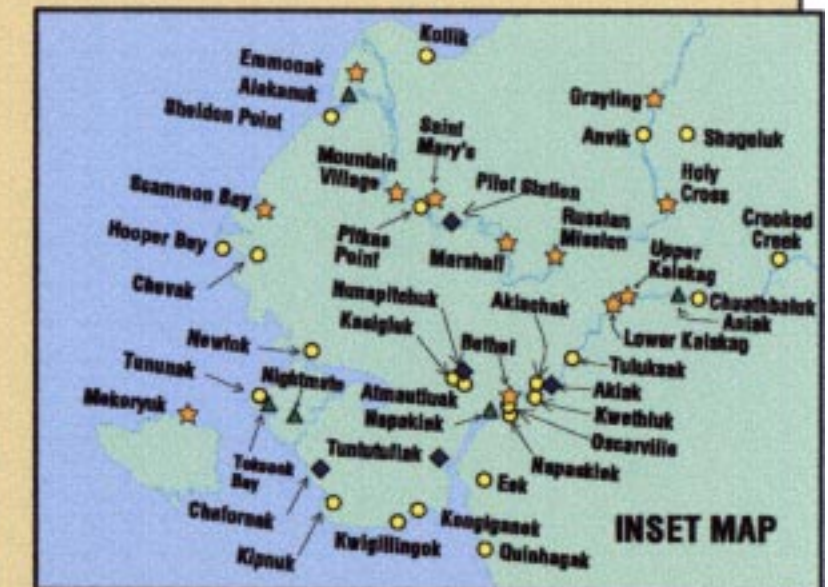 Kotlik
Emmonak
Alakanuk
Sheldon Point
Grayling
Anvik
Shageluk
Saint
Mary's
Mountain
Village
Pilot Station
Holy
Cross
Scammon Bay
Crooked
Creek
Hooper Bay
Pitkas
Point
Russian
Mission
Marshall
Upper
Kalskag
Chevak
Nunapitchuk
Akiachak
Chuathbaluk
Aniak
Kasigluk
Bethel
Lower Kalskag
Newtok
Tuluksak
Tununak
Nightmute
Atmautluak
Akiak
Mekoryuk
Napakiak
Kwethluk
Oscarville
Toksook
Bay
Tuntutuliak
Napaskiak
Eek
Chefornak
Kongiganak
INSET MAP
Kipnuk
Kwigillingok
Quinhagak